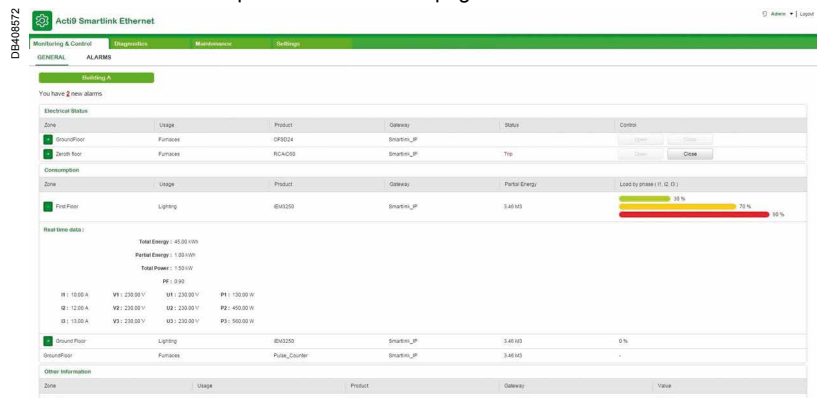 DB408572
Acti9 Smartlink Ethernet
Admin | Logout
Monitoring & Control Diagnostics Maintenance Settings
GENERAL ALARMS
Building A
You have 2 new alarms
Electrical Status
Zone Usage Product Gateway Status Control
GroundFloor Furnaces OFSD24 Smartlink_IP Open Close
Zeroth floor Furnaces RCA iC60 Smartlink_IP Trip Open Close
Consumption
Zone Usage Product Gateway Partial Energy Load by phase ( I1, I2, I3 )
First Floor Lighting iEM3250 Smartlink_IP 3.46 M3 30 % 70 % 90 %
Real time data :
Total Energy : 45.00 kWh
Partial Energy : 1.00 kWh
Total Power : 1.50 kW
PF : 0.90
I1 : 10.00 A V1 : 230.00 V U1 : 230.00 V P1 : 130.00 W
I2 : 12.00 A V2 : 230.00 V U2 : 230.00 V P2 : 450.00 W
I3 : 13.00 A V3 : 230.00 V U3 : 230.00 V P3 : 560.00 W
Ground Floor Lighting iEM3250 Smartlink_IP 3.46 M3 0 %
GroundFloor Furnaces Pulse_Counter Smartlink_IP 3.46 M3 -
Other Information
Zone Usage Product Gateway Value